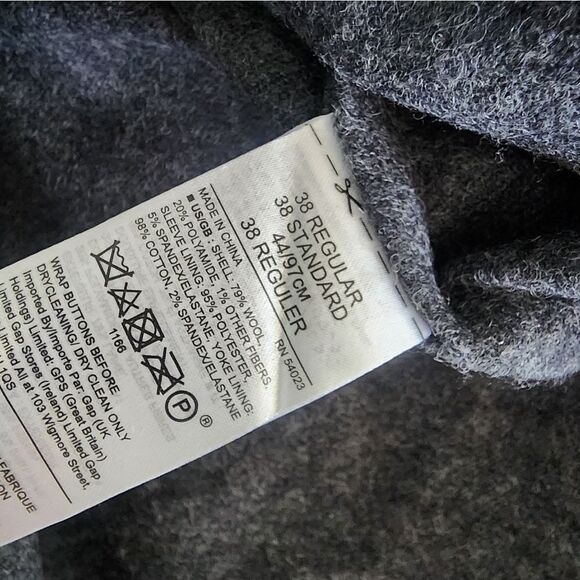 38 REGULAR
38 STANDARD
44/97CM
38 REGULER
RN 54023
MADE IN CHINA
■ US/GB : SHELL: 79% WOOL,
20% POLYAMIDE, 1% OTHER FIBERS.
SLEEVE LINING: 95% POLYESTER,
5% SPANDEX/ELASTANE. YOKE LINING:
98% COTTON, 2% SPANDEX/ELASTANE
P ®
1166
WRAP BUTTONS BEFORE
DRYCLEANING/ DRY CLEAN ONLY
Imported By/Importe Par Gap (UK
Holdings) Limited, GPS (Great Britain)
Limited Gap Stores (Ireland) Limited Gap
Limited All at 103 Wigmore Street,
1QS
FABRIQUE